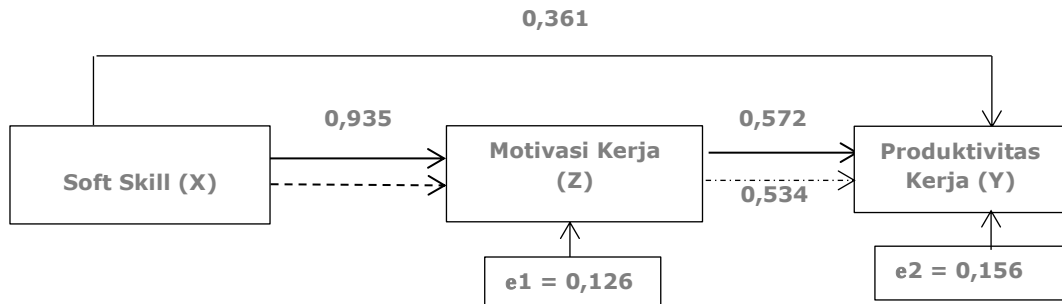 0,361
0,935
0,572
Soft Skill (X)
Motivasi Kerja
(Z)
Produktivitas
Kerja (Y)
0,534
e1 = 0,126
e2 = 0,156